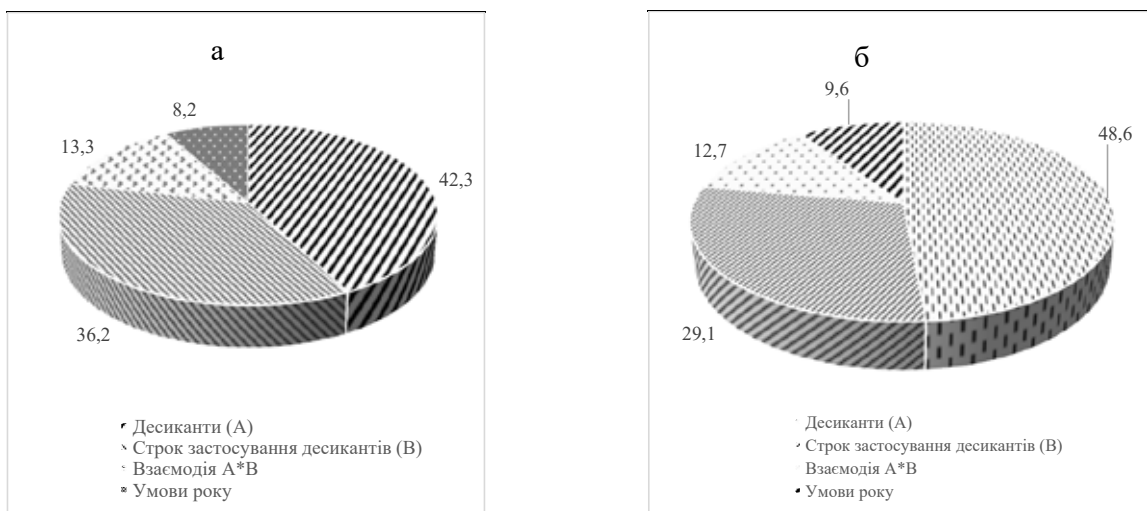 а
8,2
13,3
42,3
36,2
Десиканти (А)
Строк застосування десикантів (В)
Взаємодія А*В
Умови року
б
9,6
48,6
12,7
29,1
Десиканти (А)
Строк застосування десикантів (В)
Взаємодія А*В
Умови року